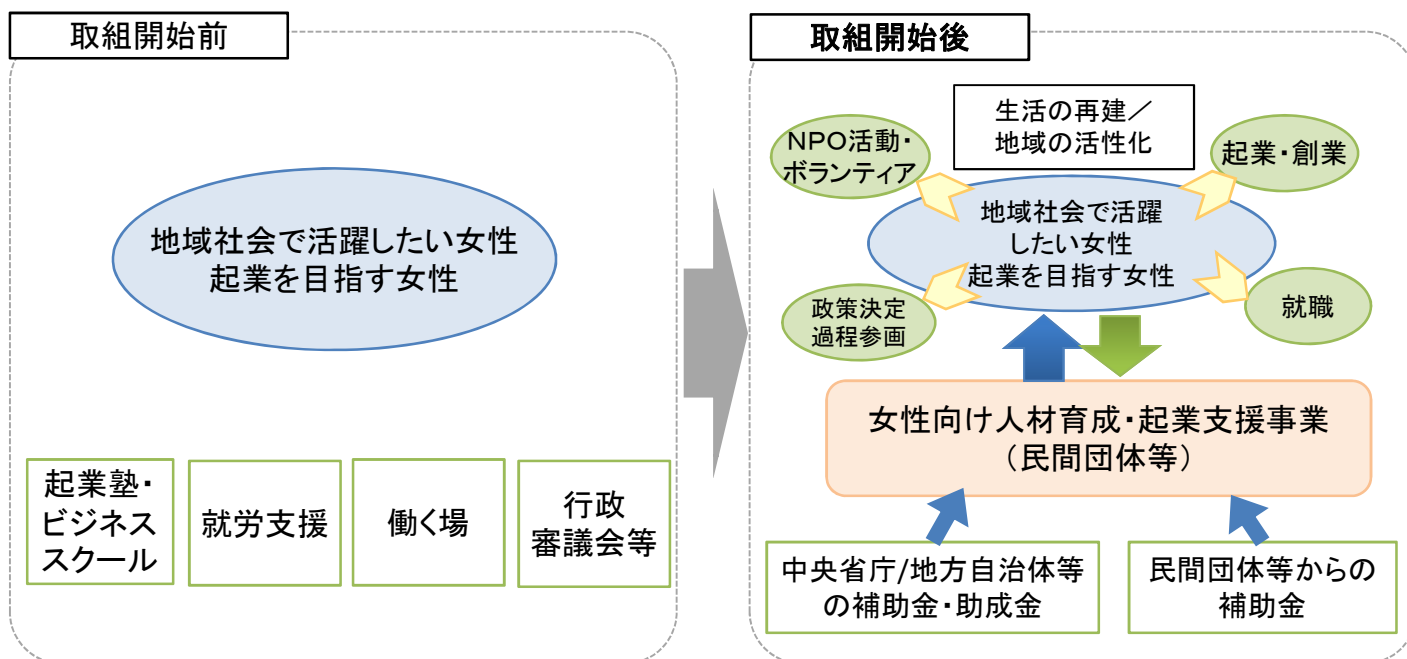 取組開始前
地域社会で活躍したい女性
起業を目指す女性
起業塾・
ビジネス
スクール
就労支援
働く場
行政
審議会等
取組開始後
生活の再建／
地域の活性化
NPO活動・
ボランティア
起業・創業
地域社会で活躍
したい女性
起業を目指す女性
政策決定
過程参画
就職
女性向け人材育成・起業支援事業
（民間団体等）
中央省庁/地方自治体等
の補助金・助成金
民間団体等からの
補助金